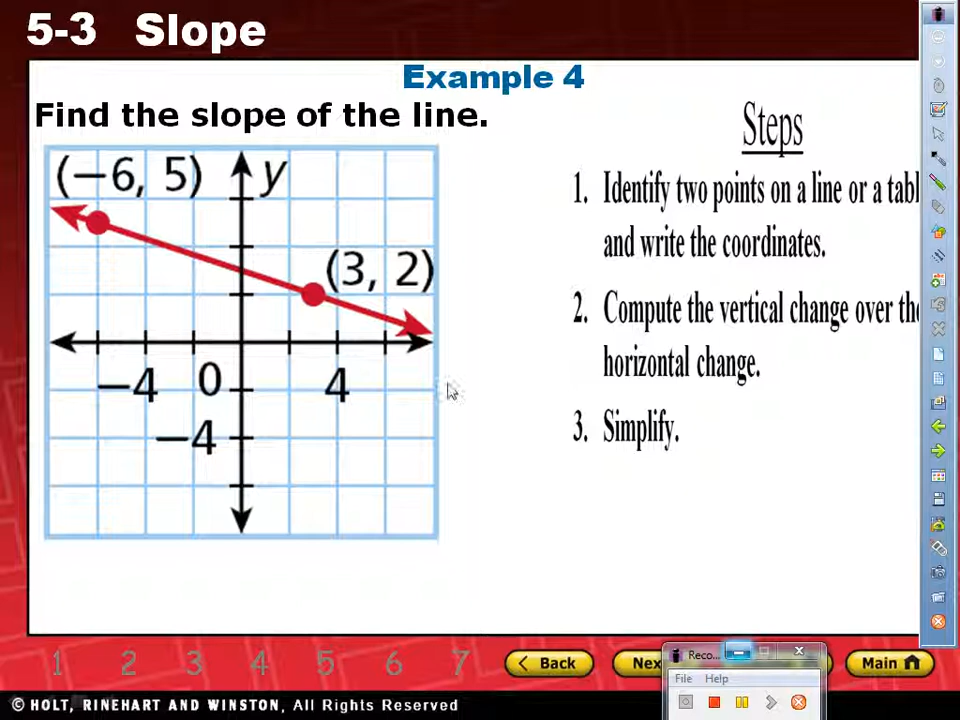 5-3 Slope
Example 4
Find the slope of the line.
Steps
(−6, 5)
y
(3, 2)
−4
0
4
−4
1. Identify two points on a line or a
and write the coordinates.
2. Compute the vertical change over
horizontal change.
3. Simplify.
1 2 3 4 5 6 7
Back
Main
Reco...
File Help
© HOLT, RINEHART AND WINSTON, All Rights Reserved